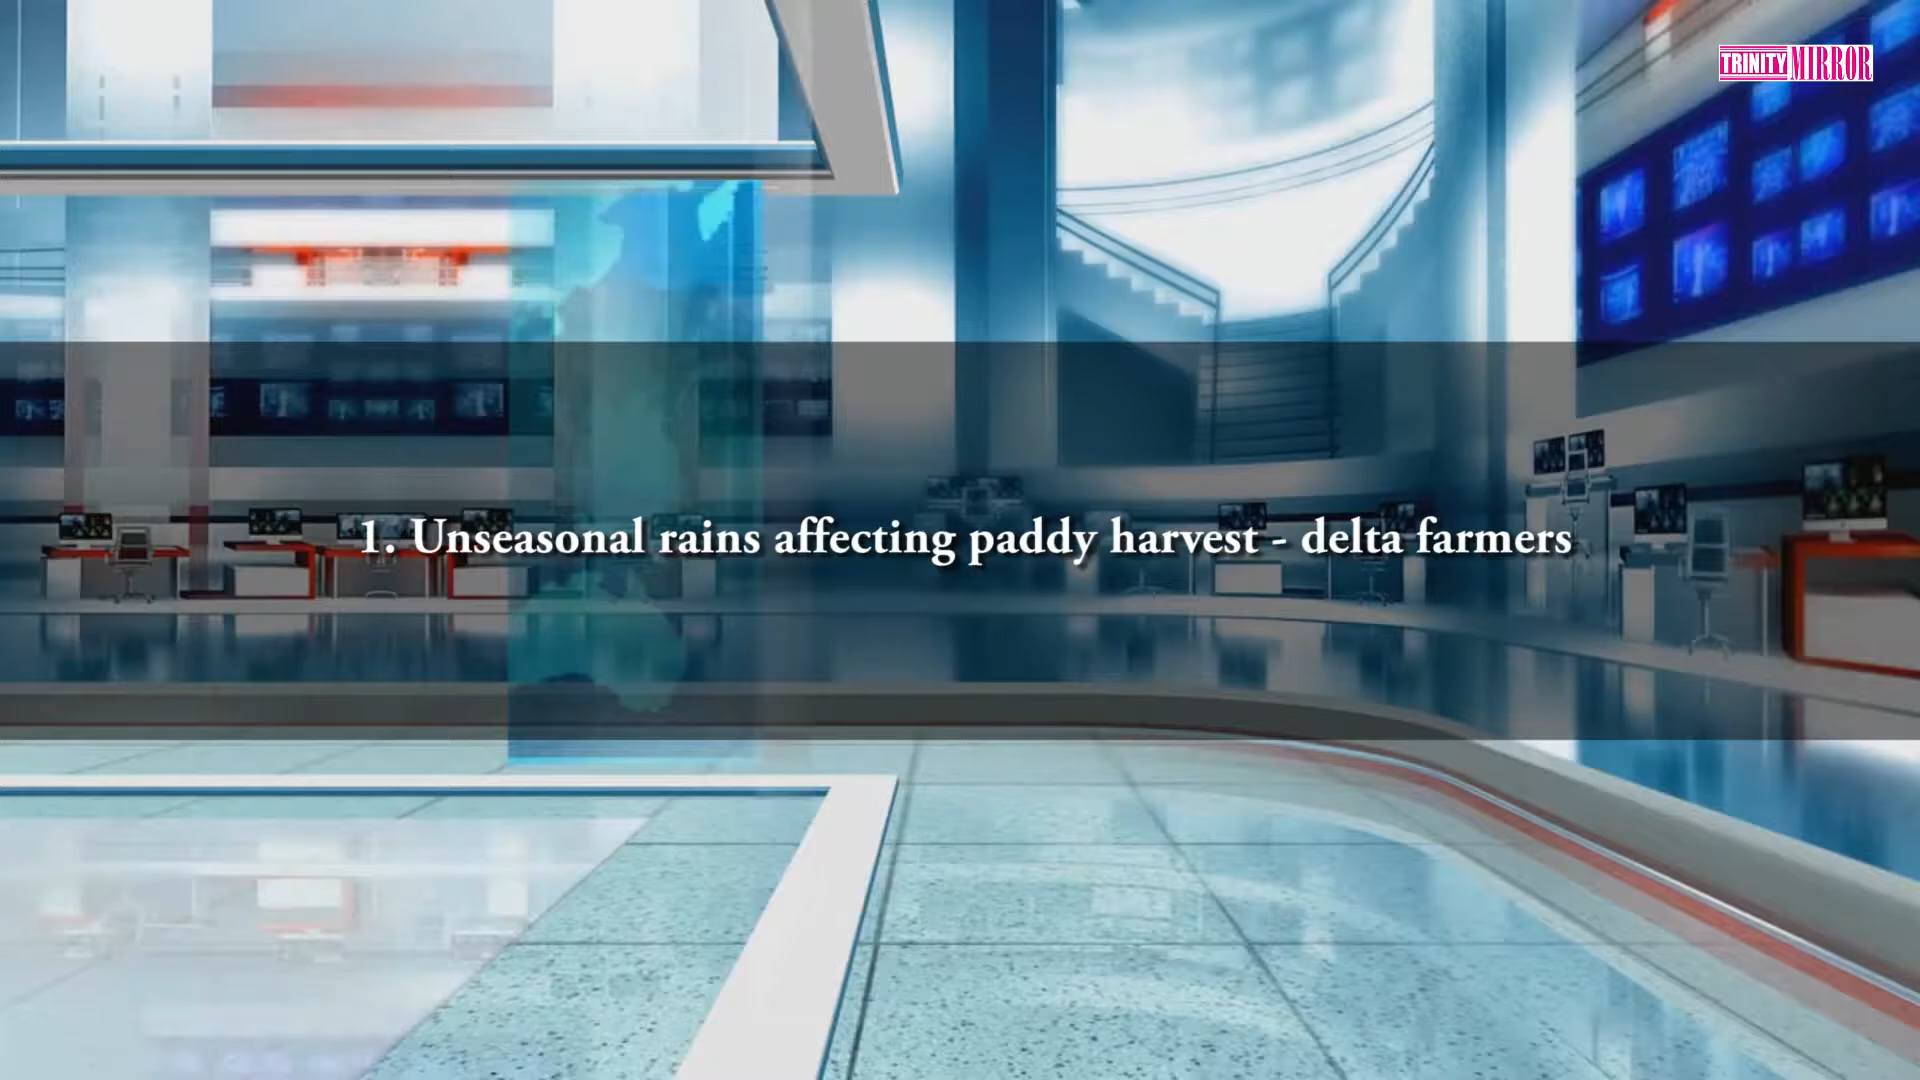 TRINITY MIRROR
1. Unseasonal rains affecting paddy harvest - delta farmers